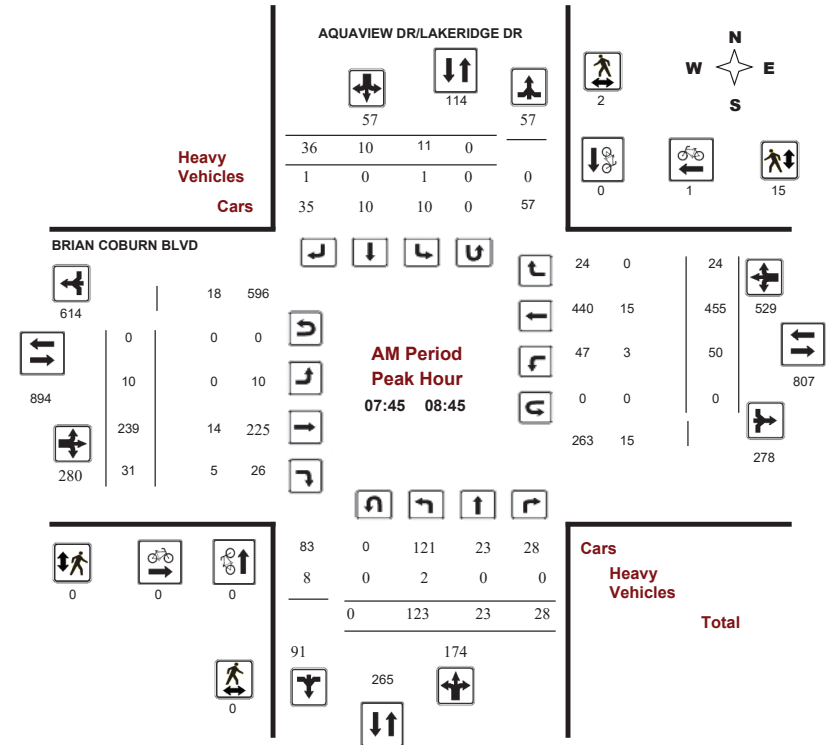 AQUAVIEW DR/LAKERIDGE DR
N
W E
S
114
2
57 57
36 10 11 0
Heavy
Vehicles
1 0 1 0 0
Cars
35 10 10 0 57
0 1 15
BRIAN COBURN BLVD
614
18 596
0 0 0
894
10 0 10
239 14 225
280
31 5 26
AM Period
Peak Hour
07:45 08:45
24 0 24
440 15 455
529
47 3 50
807
0 0 0
263 15
278
83 0 121 23 28
Cars
8 0 2 0 0
Heavy
Vehicles
0 123 23 28
Total
0 0 0
91 174
265
0